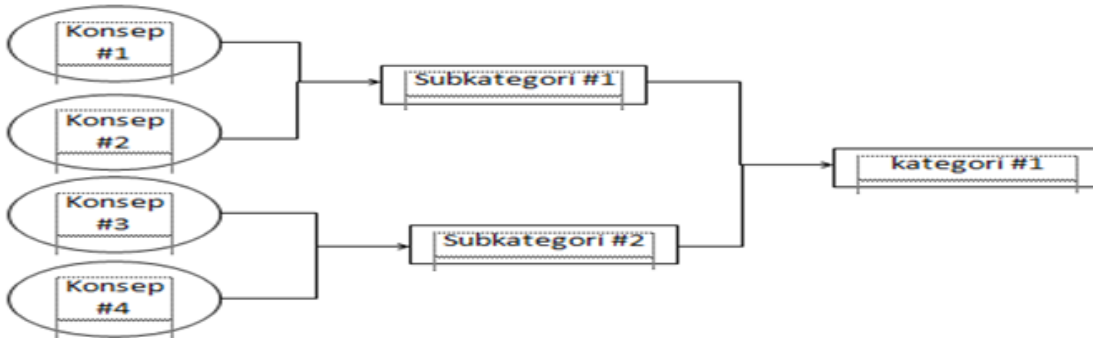 Konsep
#1
Konsep
#2
Konsep
#3
Konsep
#4
Subkategori #1
Subkategori #2
kategori #1